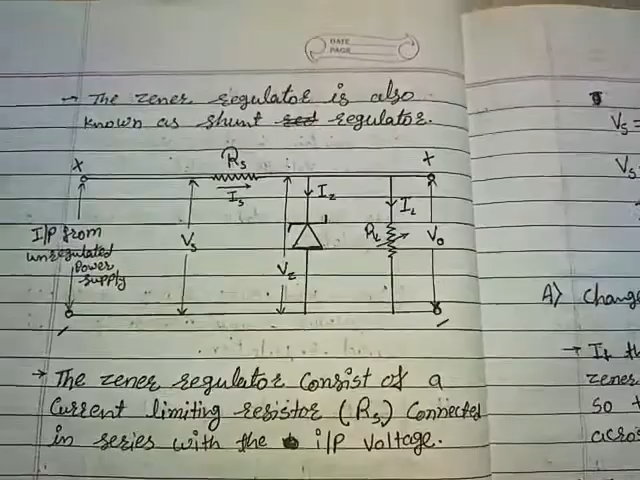 DATE
PAGE
→ The zener regulator is also
known as shunt regulator.
X
Rs
X
Is
Iz
IL
I/P from
unregulated
Power
supply
Vs
Vz
RL
Vo
→ The zener regulator consist of a
Current limiting resistor (Rs) connected
in series with the i/p voltage.
Vs =
Vs
A) Change
→ It th
zener
so t
acros